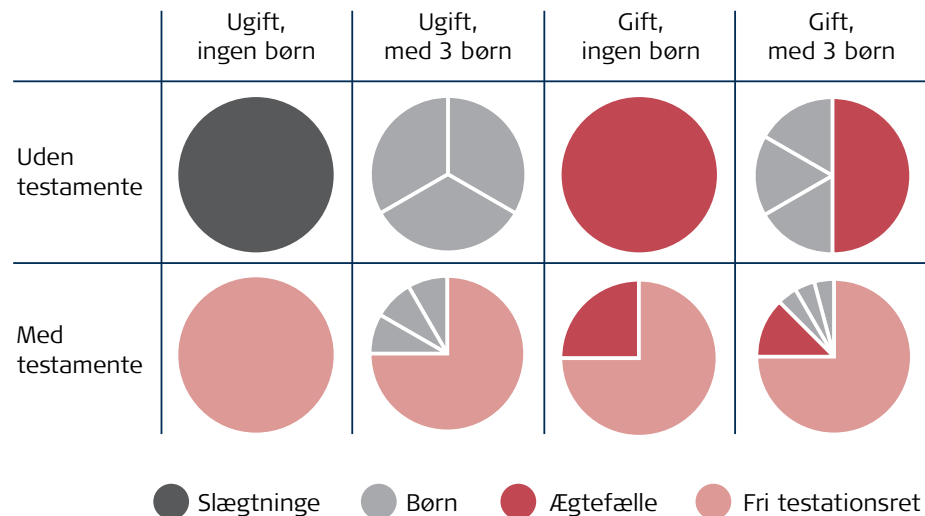 Ugift,
ingen børn
Ugift,
med 3 børn
Gift,
ingen børn
Gift,
med 3 børn
Uden
testamente
Med
testamente
Slægtninge
Børn
Ægtefælle
Fri testationsret